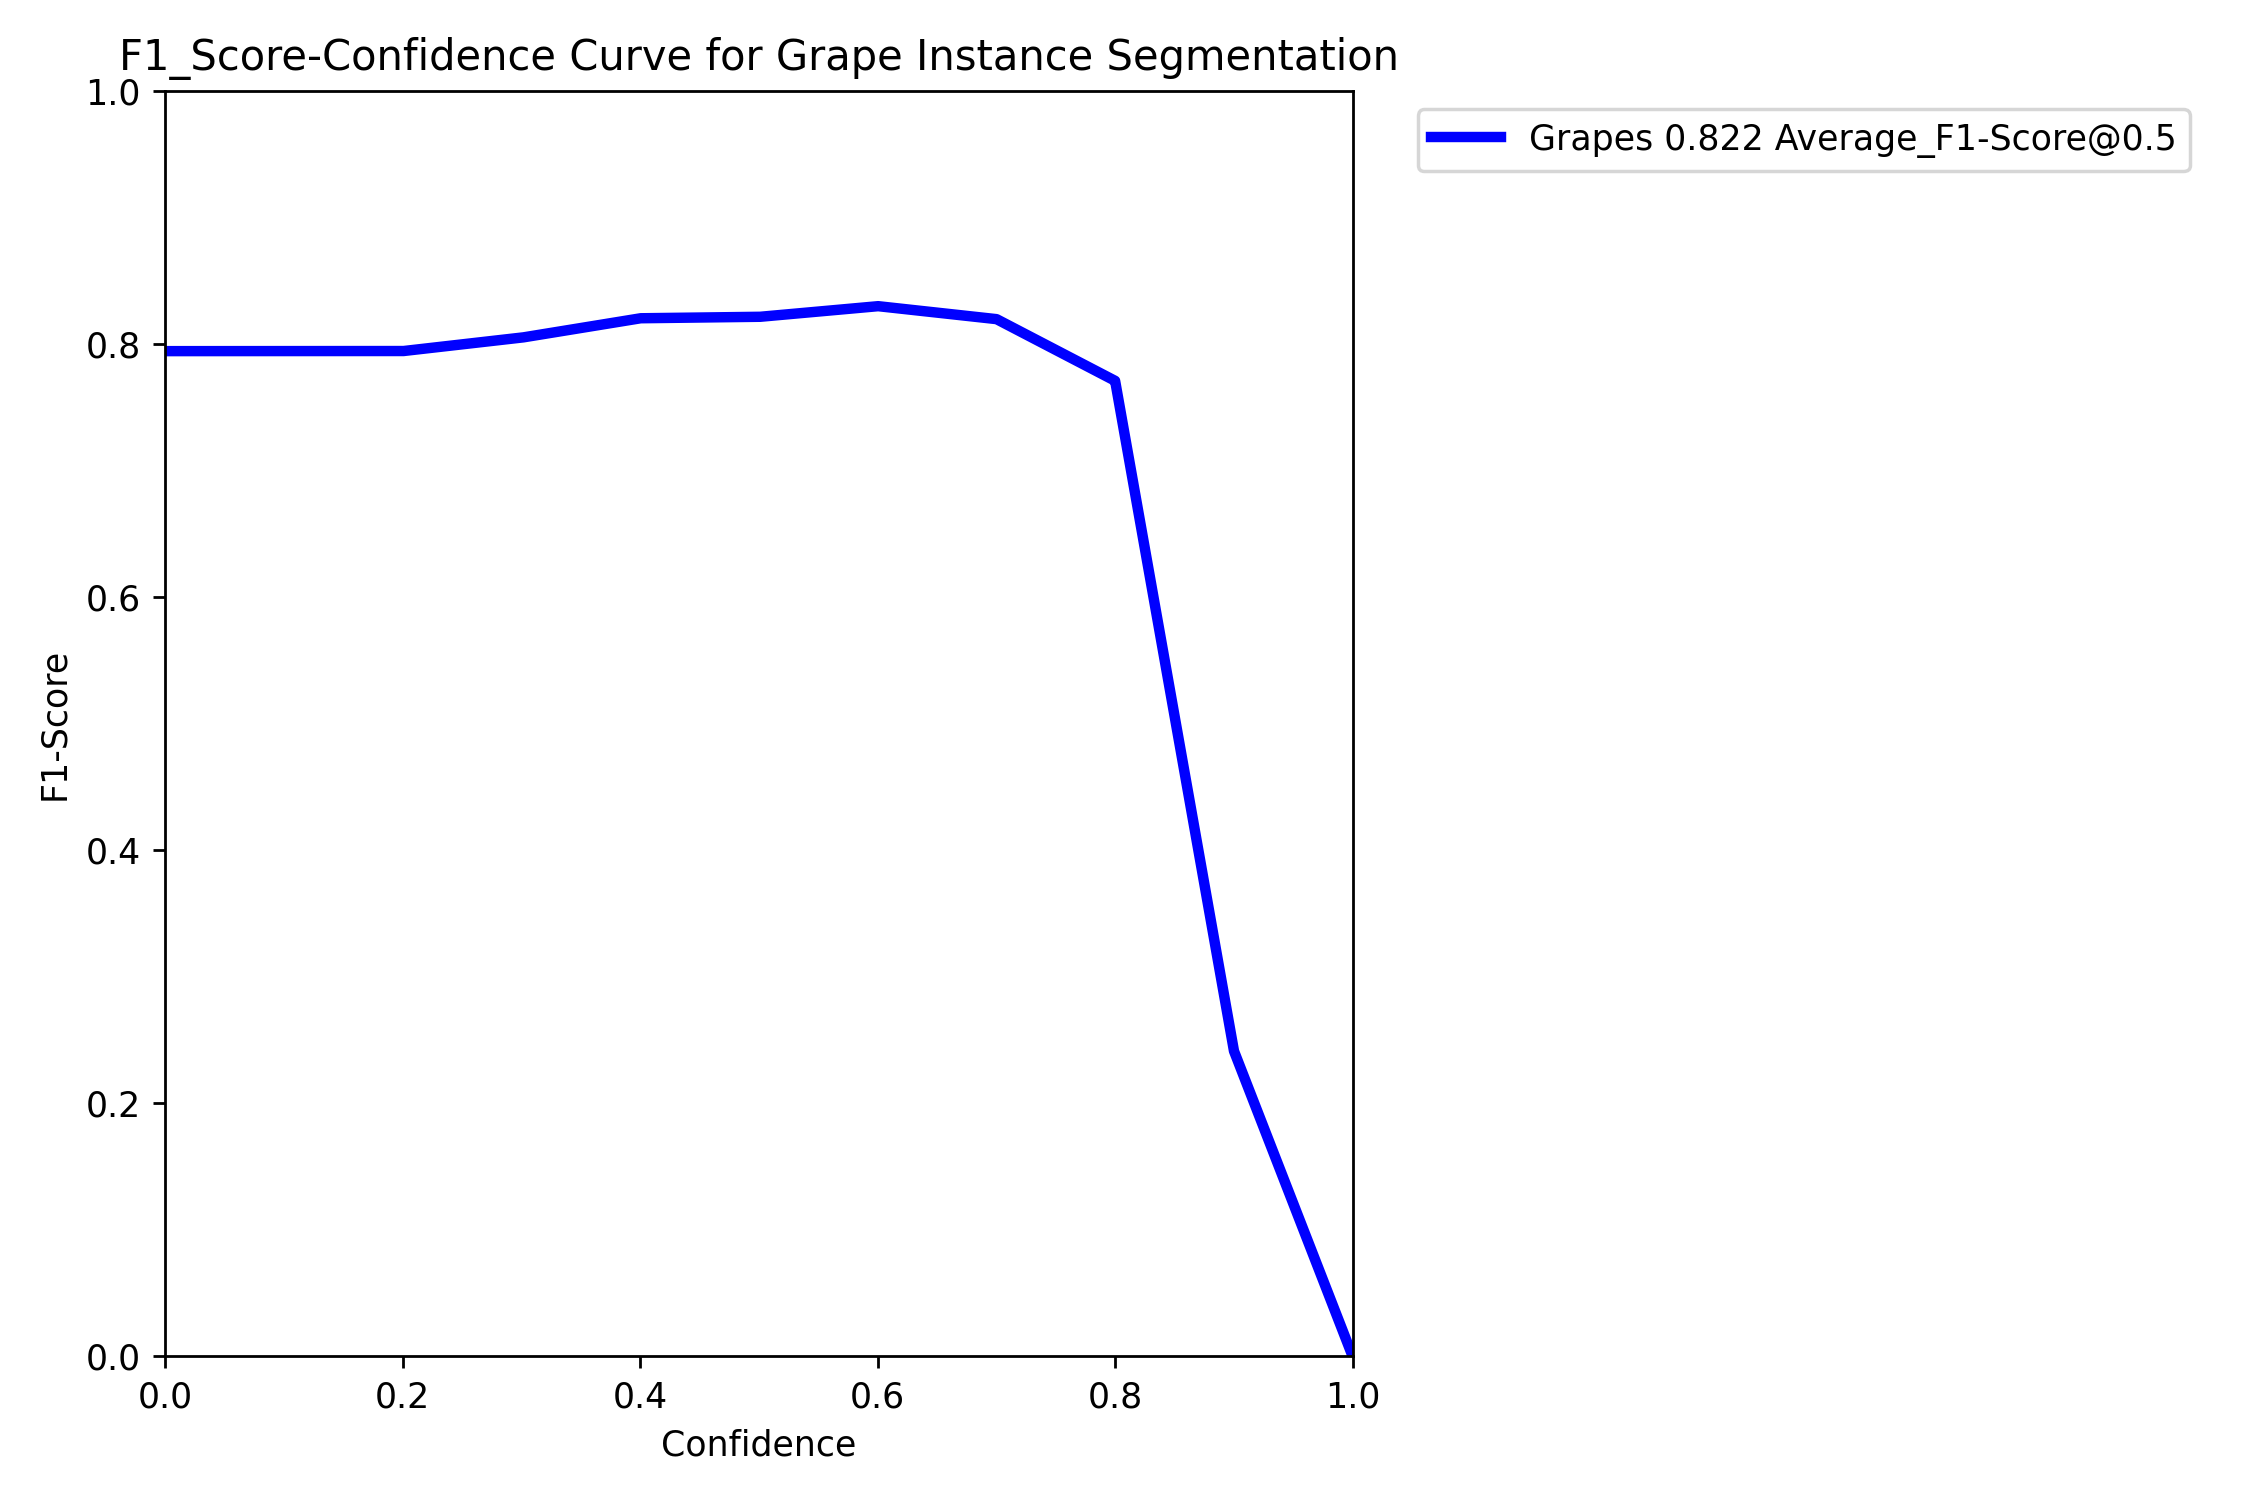 F1_Score-Confidence Curve for Grape Instance Segmentation
Grapes 0.822 Average_F1-Score@0.5
F1-Score
1.0
0.8
0.6
0.4
0.2
0.0
0.0 0.2 0.4 0.6 0.8 1.0
Confidence